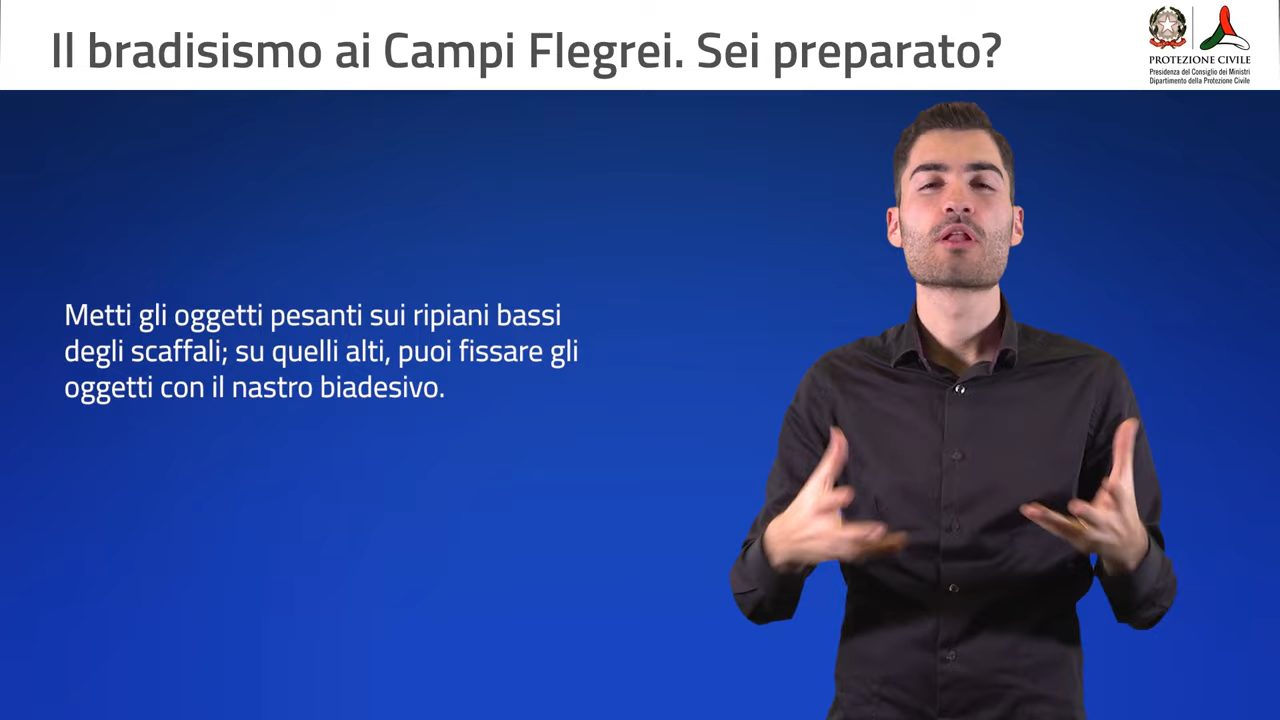 Il bradisismo ai Campi Flegrei. Sei preparato?
PROTEZIONE CIVILE
Presidenza del Consiglio dei Ministri
Dipartimento della Protezione Civile
Metti gli oggetti pesanti sui ripiani bassi
degli scaffali; su quelli alti, puoi fissare gli
oggetti con il nastro biadesivo.